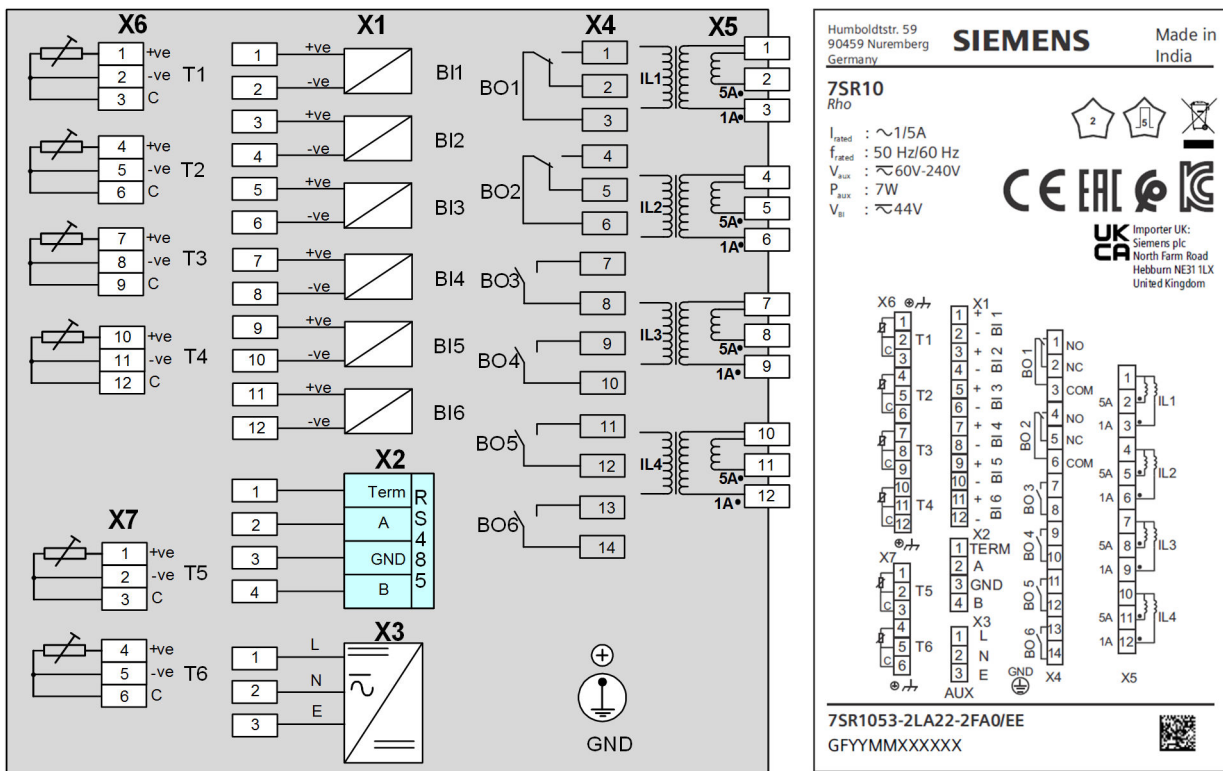 X6
X1
X4
X5
1 +ve
2 -ve T1
3 C
4 +ve
5 -ve T2
6 C
7 +ve
8 -ve T3
9 C
10 +ve
11 -ve T4
12 C
X7
1 +ve
2 -ve T5
3 C
4 +ve
5 -ve T6
6 C
1 +ve
2 -ve
BI1
3 +ve
4 -ve
BI2
5 +ve
6 -ve
BI3
7 +ve
8 -ve
BI4
9 +ve
10 -ve
BI5
11 +ve
12 -ve
BI6
X2
1 Term
2 A
3 GND
4 B
RS485
X3
1 L
2 N
3 E
BO1
1
2
3
BO2
4
5
6
BO3
7
8
BO4
9
10
BO5
11
12
BO6
13
14
IL1
1
2
5A
3
1A
IL2
4
5
5A
6
1A
IL3
7
8
5A
9
1A
IL4
10
11
5A
12
1A
GND
Humboldtstr. 59
90459 Nuremberg
Germany
SIEMENS
Made in
India
7SR10
Rho
Irated : ~1/5A
frated : 50 Hz/60 Hz
Vaux : ⏦60V-240V
Paux : 7W
VBI : ⏦44V
2
5
CE EAC
UK
CA
Importer UK:
Siemens plc
North Farm Road
Hebburn NE31 1LX
United Kingdom
X6
1
2 T1
C 3
4
5 T2
C 6
7
8 T3
C 9
10
11 T4
C 12
X7
1
2 T5
C 3
4
5 T6
C 6
X1
1 +
2 - BI 1
3 +
4 - BI 2
5 +
6 - BI 3
7 +
8 - BI 4
9 +
10 - BI 5
11 +
12 - BI 6
X2
1 TERM
2 A
3 GND
4 B
X3
1 L
2 N
3 E
AUX
GND
BO 1
1 NO
2 NC
3 COM
BO 2
4 NO
5 NC
6 COM
BO 3
7
8
BO 4
9
10
BO 5
11
12
BO 6
13
14
X4
1
5A 2 IL1
1A 3
4
5A 5 IL2
1A 6
7
5A 8 IL3
1A 9
10
5A 11 IL4
1A 12
X5
7SR1053-2LA22-2FA0/EE
GFYYMMXXXXXX